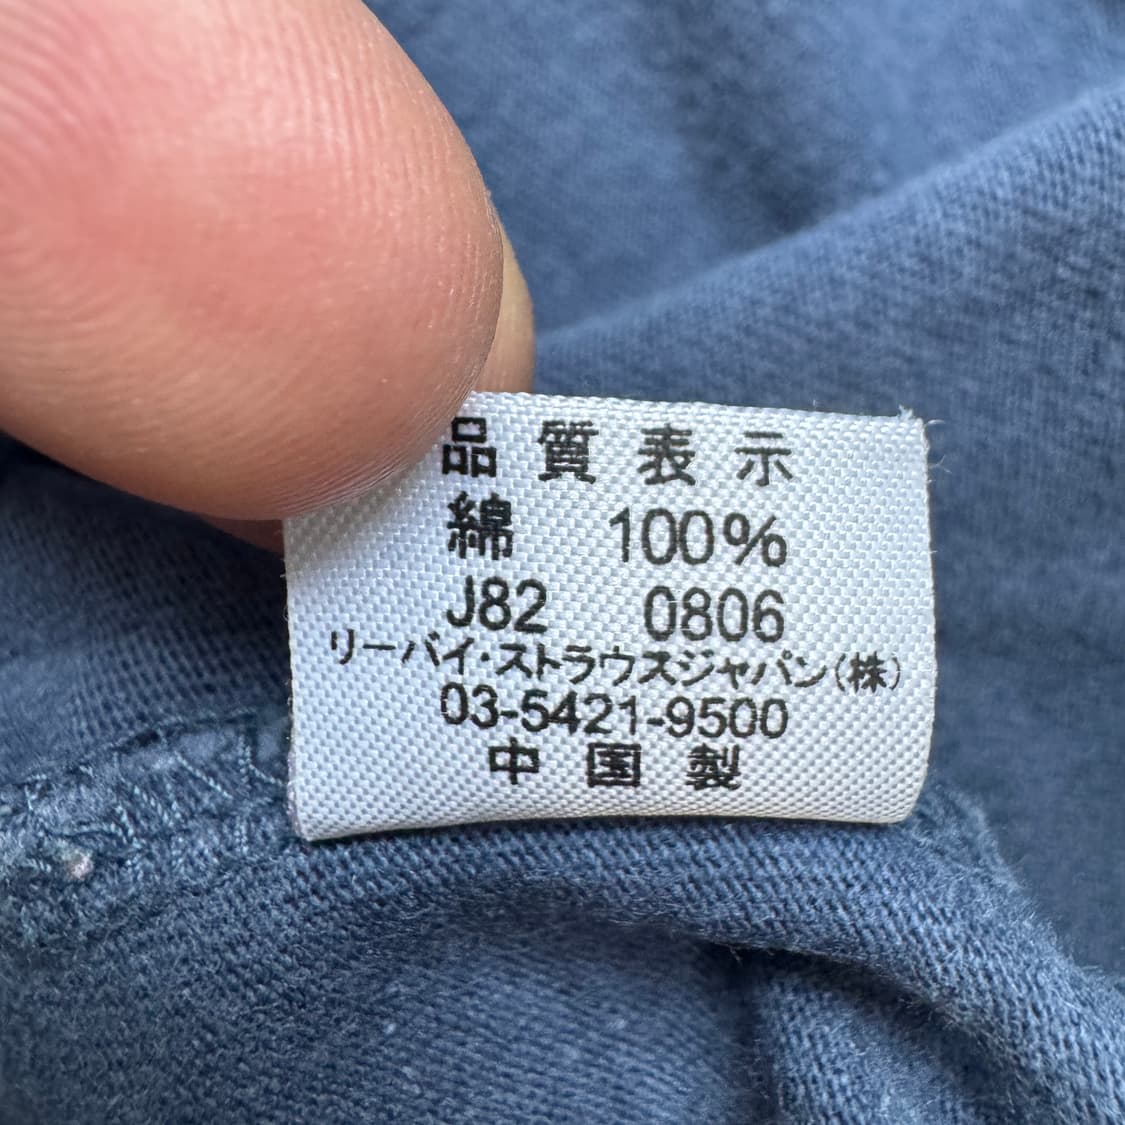 品質表示
綿 100%
J82 0806
リーバイ・ストラウスジャパン(株)
03-5421-9500
中国製